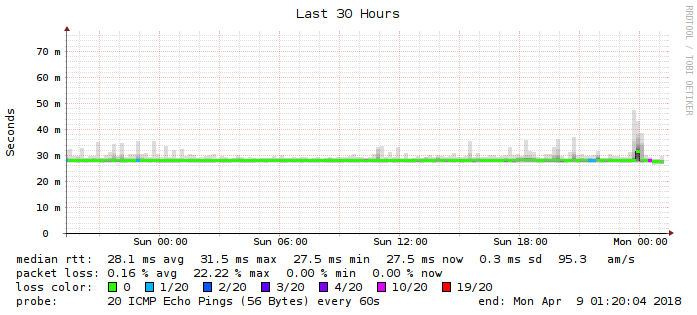 Last 30 Hours
RRDTOOL / TOBI OETIKER
Seconds
70 m
60 m
50 m
40 m
30 m
20 m
10 m
0
Sun 00:00 Sun 06:00 Sun 12:00 Sun 18:00 Mon 00:00
median rtt: 28.1 ms avg 31.5 ms max 27.5 ms min 27.5 ms now 0.3 ms sd 95.3 am/s
packet loss: 0.16 % avg 22.22 % max 0.00 % min 0.00 % now
loss color: 0 1/20 2/20 3/20 4/20 10/20 19/20
probe: 20 ICMP Echo Pings (56 Bytes) every 60s end: Mon Apr 9 01:20:04 2018